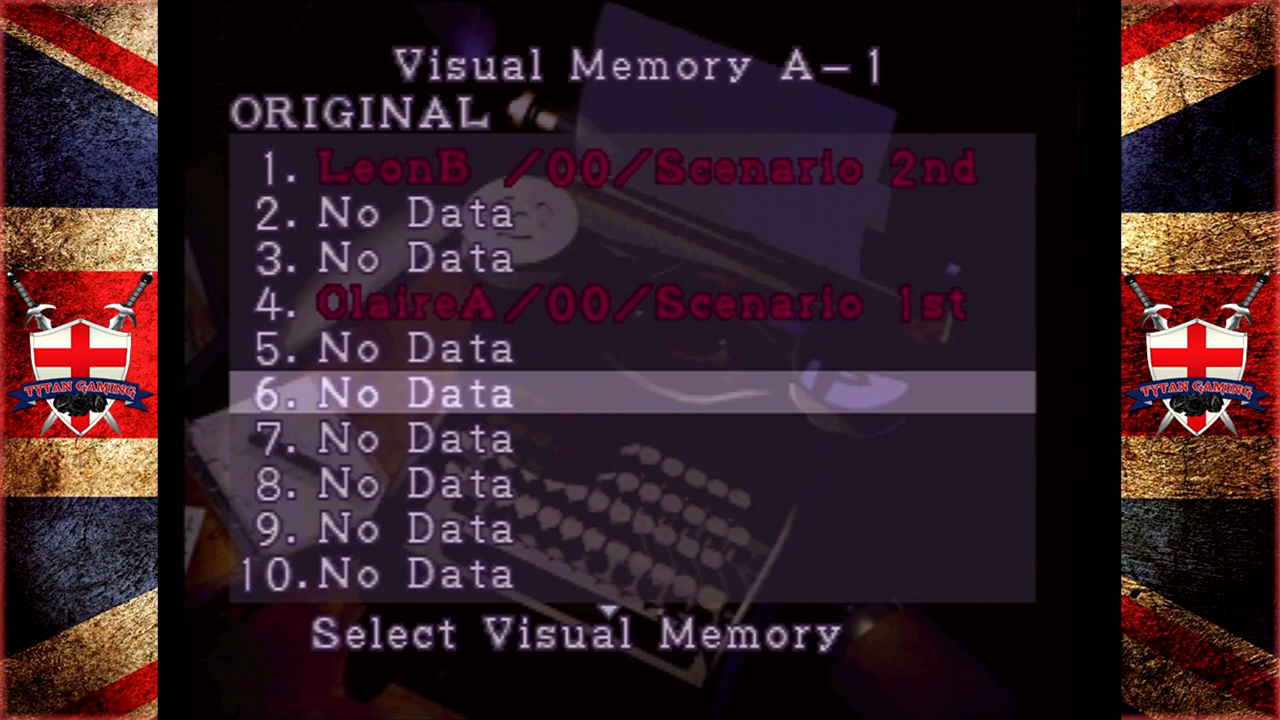 Visual Memory A-1
ORIGINAL
1. LeonB /00/Scenario 2nd
2. No Data
3. No Data
4. ClaireA/00/Scenario 1st
5. No Data
6. No Data
7. No Data
8. No Data
9. No Data
10. No Data
Select Visual Memory
TYTAN GAMING
TYTAN GAMING